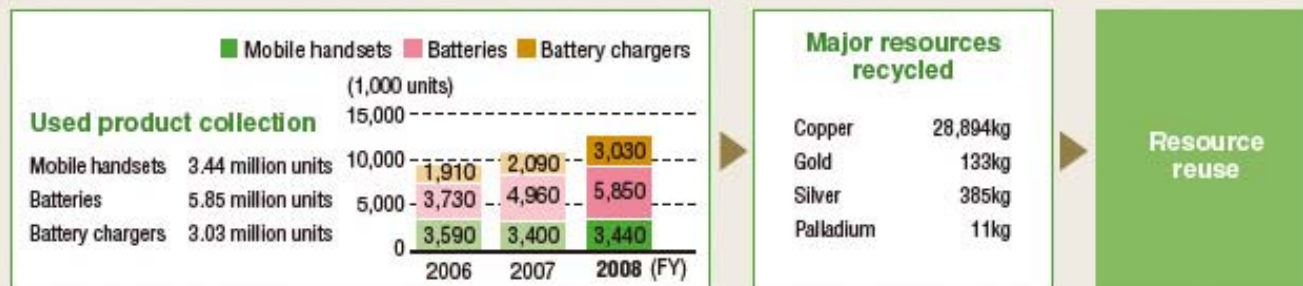 Used product collection
Mobile handsets 3.44 million units
Batteries 5.85 million units
Battery chargers 3.03 million units
Mobile handsets Batteries Battery chargers
(1,000 units)
15,000
10,000
5,000
0
1,910 2,090 3,030
3,730 4,960 5,850
3,590 3,400 3,440
2006 2007 2008 (FY)
Major resources
recycled
Copper 28,894kg
Gold 133kg
Silver 385kg
Palladium 11kg
Resource
reuse